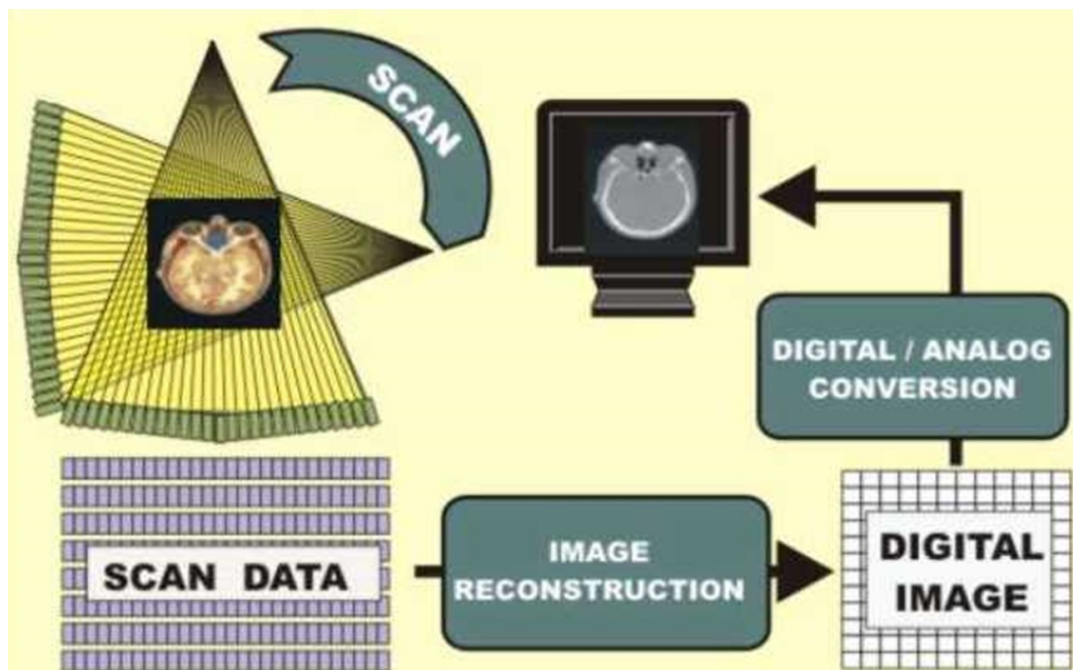 SCAN
DIGITAL / ANALOG
CONVERSION
SCAN DATA
IMAGE
RECONSTRUCTION
DIGITAL
IMAGE